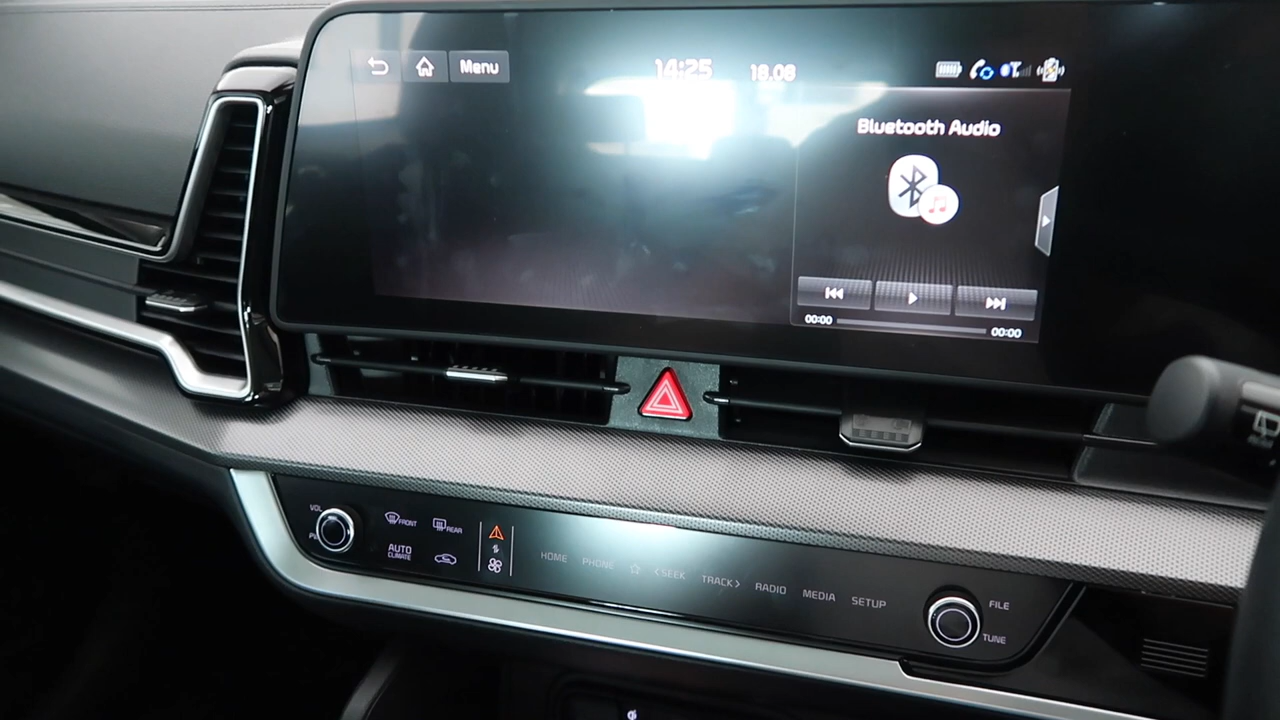 Menu
14:25
18.08
Bluetooth Audio
00:00
00:00
VOL
FRONT
REAR
AUTO
CLIMATE
HOME
PHONE
< SEEK
TRACK >
RADIO
MEDIA
SETUP
FILE
TUNE